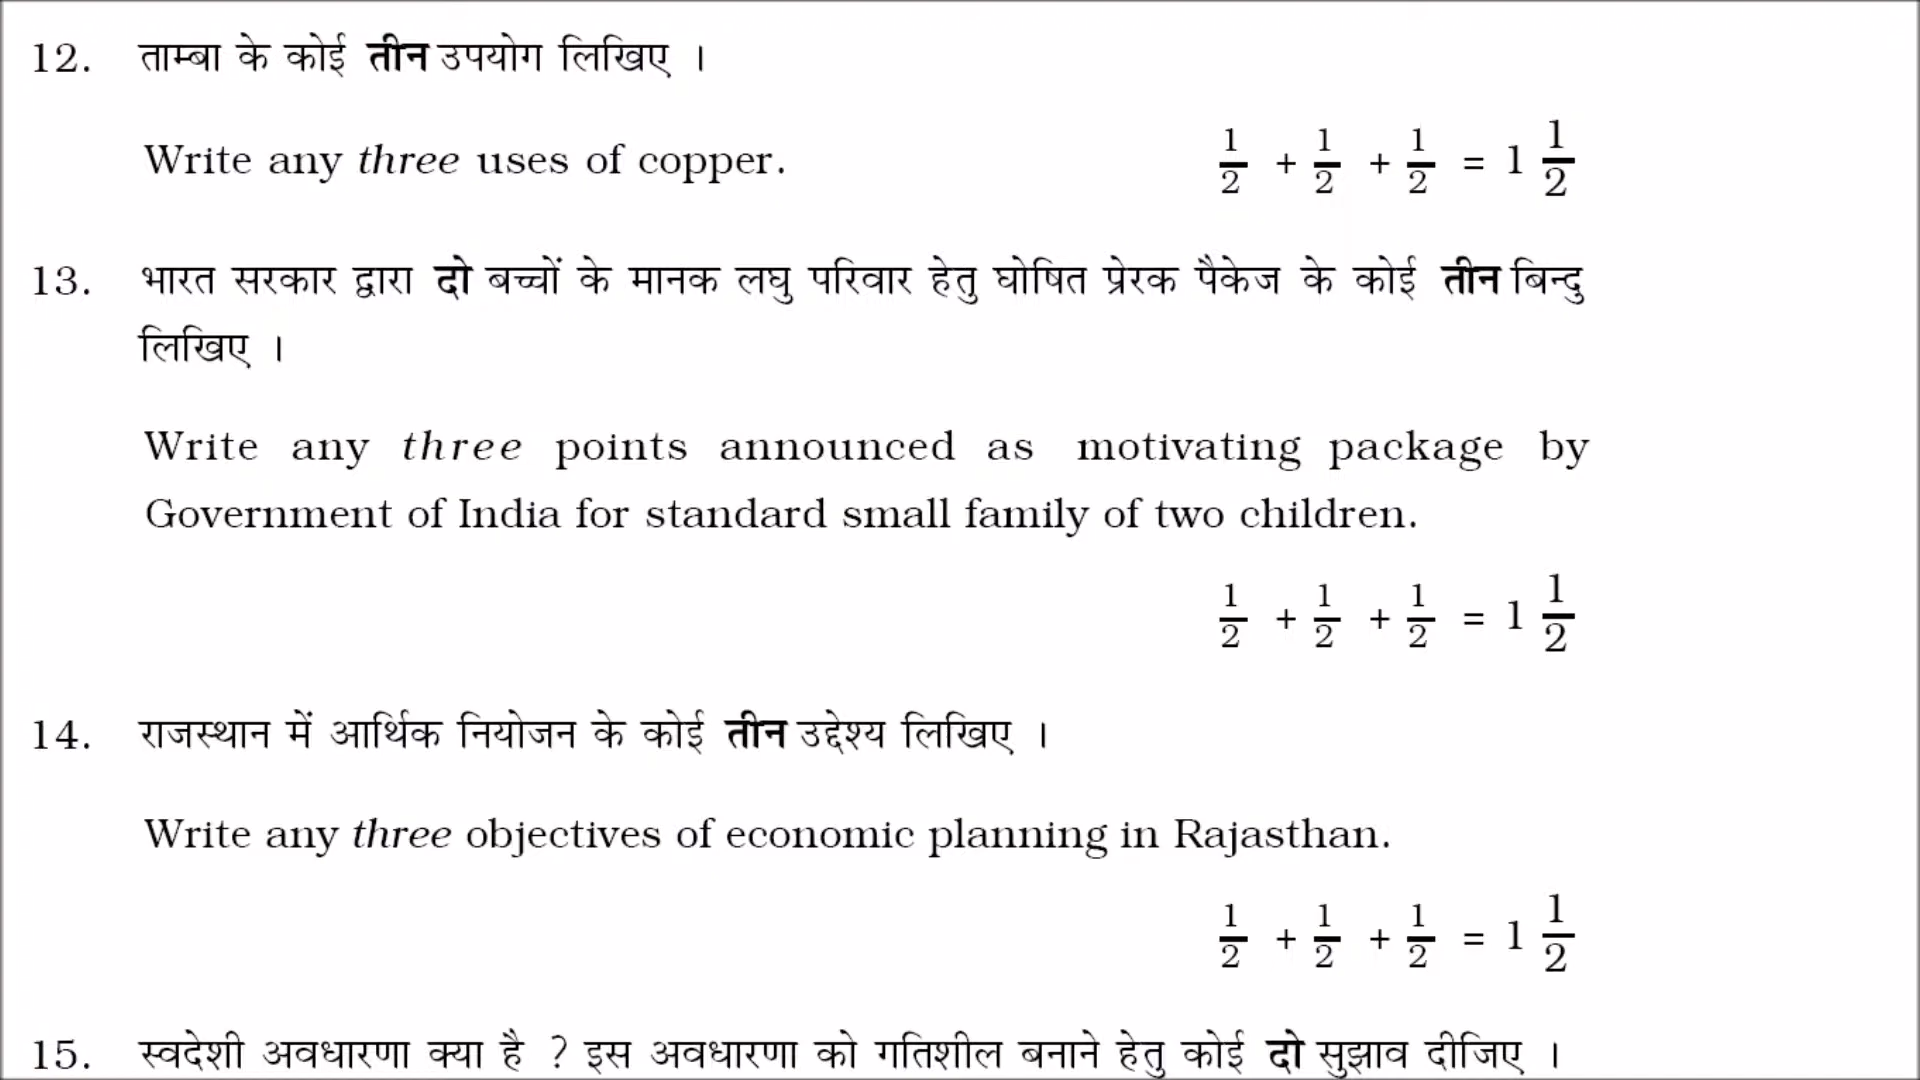 12. ताम्बा के कोई तीन उपयोग लिखिए ।
Write any three uses of copper. 1/2 + 1/2 + 1/2 = 1 1/2
13. भारत सरकार द्वारा दो बच्चों के मानक लघु परिवार हेतु घोषित प्रेरक पैकेज के कोई तीन बिन्दु
लिखिए ।
Write any three points announced as motivating package by
Government of India for standard small family of two children.
1/2 + 1/2 + 1/2 = 1 1/2
14. राजस्थान में आर्थिक नियोजन के कोई तीन उद्देश्य लिखिए ।
Write any three objectives of economic planning in Rajasthan.
1/2 + 1/2 + 1/2 = 1 1/2
15. स्वदेशी अवधारणा क्या है ? इस अवधारणा को गतिशील बनाने हेतु कोई दो सुझाव दीजिए ।